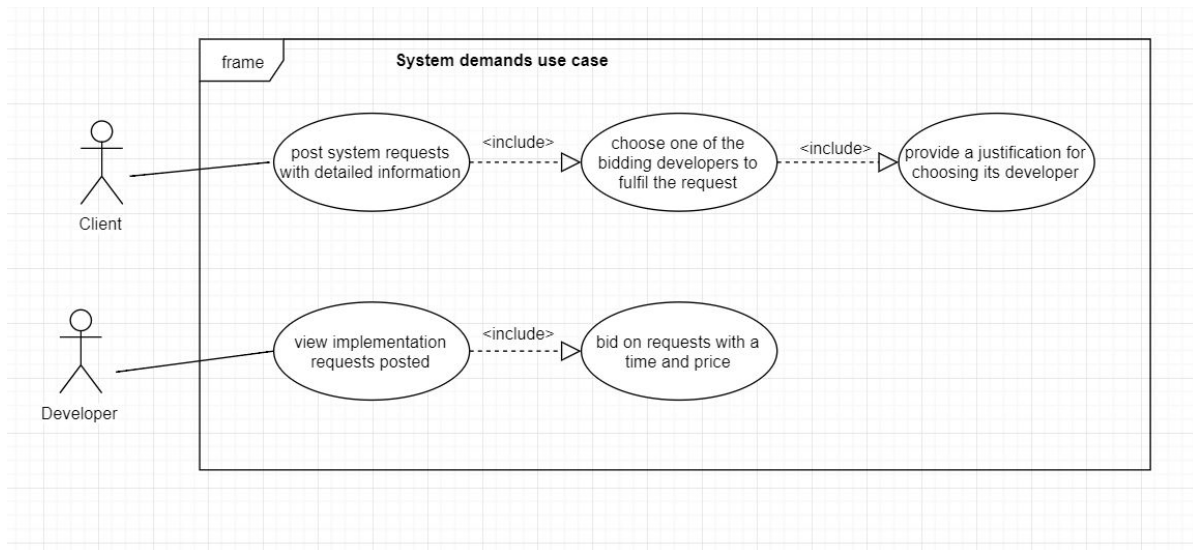 frame
System demands use case
post system requests
with detailed information
<include>
choose one of the
bidding developers to
fulfil the request
<include>
provide a justification for
choosing its developer
Client
view implementation
requests posted
<include>
bid on requests with a
time and price
Developer